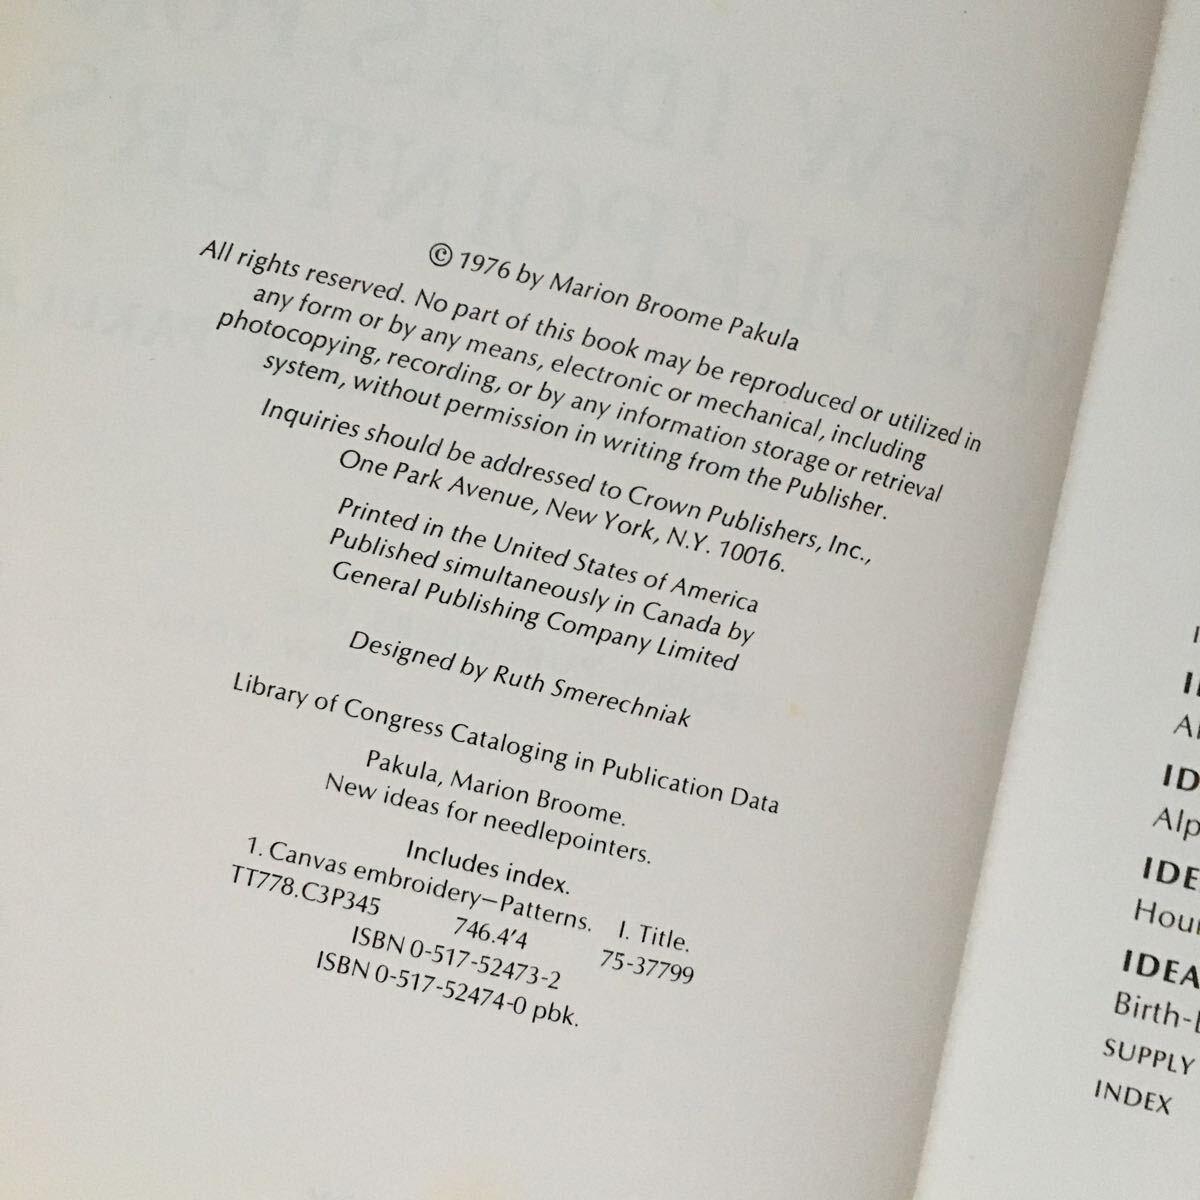 © 1976 by Marion Broome Pakula
All rights reserved. No part of this book may be reproduced or utilized in
any form or by any means, electronic or mechanical, including
photocopying, recording, or by any information storage or retrieval
system, without permission in writing from the Publisher.
Inquiries should be addressed to Crown Publishers, Inc.,
One Park Avenue, New York, N.Y. 10016.
Printed in the United States of America
Published simultaneously in Canada by
General Publishing Company Limited
Designed by Ruth Smerechniak
Library of Congress Cataloging in Publication Data
Pakula, Marion Broome.
New ideas for needlepointers.
Includes index.
1. Canvas embroidery—Patterns. I. Title.
TT778.C3P345 746.4'4 75-37799
ISBN 0-517-52473-2
ISBN 0-517-52474-0 pbk.
SUPPLY
INDEX